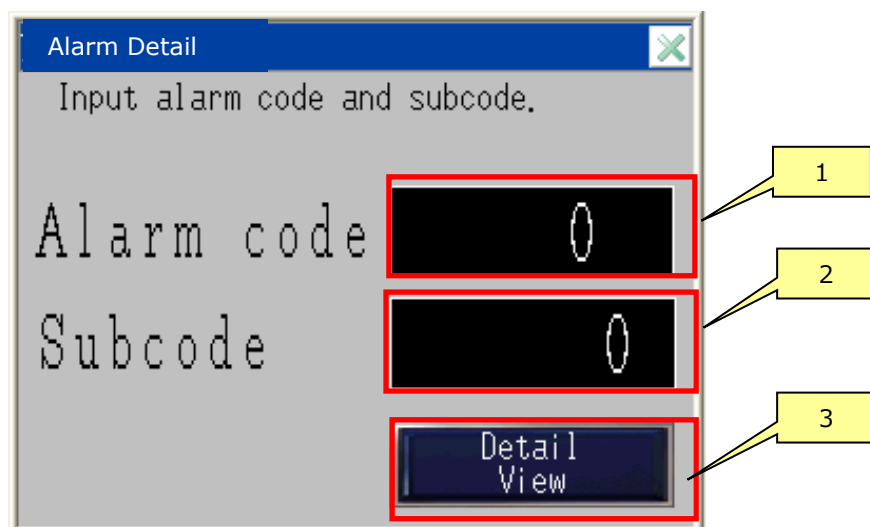 Alarm Detail
Input alarm code and subcode.
1
Alarm code 0
2
Subcode 0
3
Detail
View